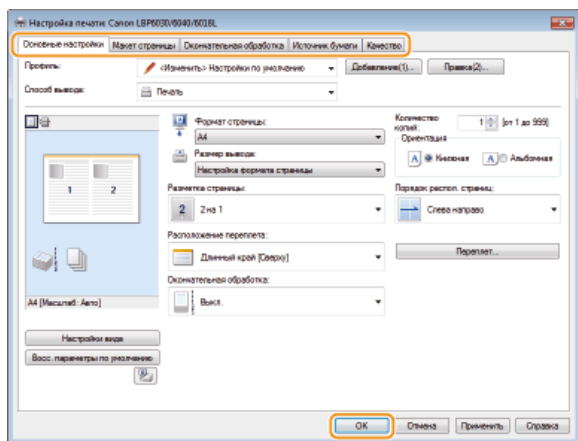 Настройка печати: Canon LBP6030/6040/6018L
Основные настройки Макет страницы Окончательная обработка Источник бумаги Качество
Профиль: <Изменить> Настройки по умолчанию Добавление(1)... Правка(2)...
Способ вывода: Печать
Формат страницы: Количество копий: 1 [от 1 до 999]
A4 Ориентация
Размер вывода: A Книжная A Альбомная
Настройка формата страницы
1 2 Разметка страницы: Порядок распол. страниц:
2 2 на 1 Слева направо
Расположение переплета:
Длинный край [Сверху] Переплет...
Окончательная обработка:
A4 [Масштаб: Авто] Выкл.
Настройки вида
Восс. параметры по умолчанию
OK Отмена Применить Справка